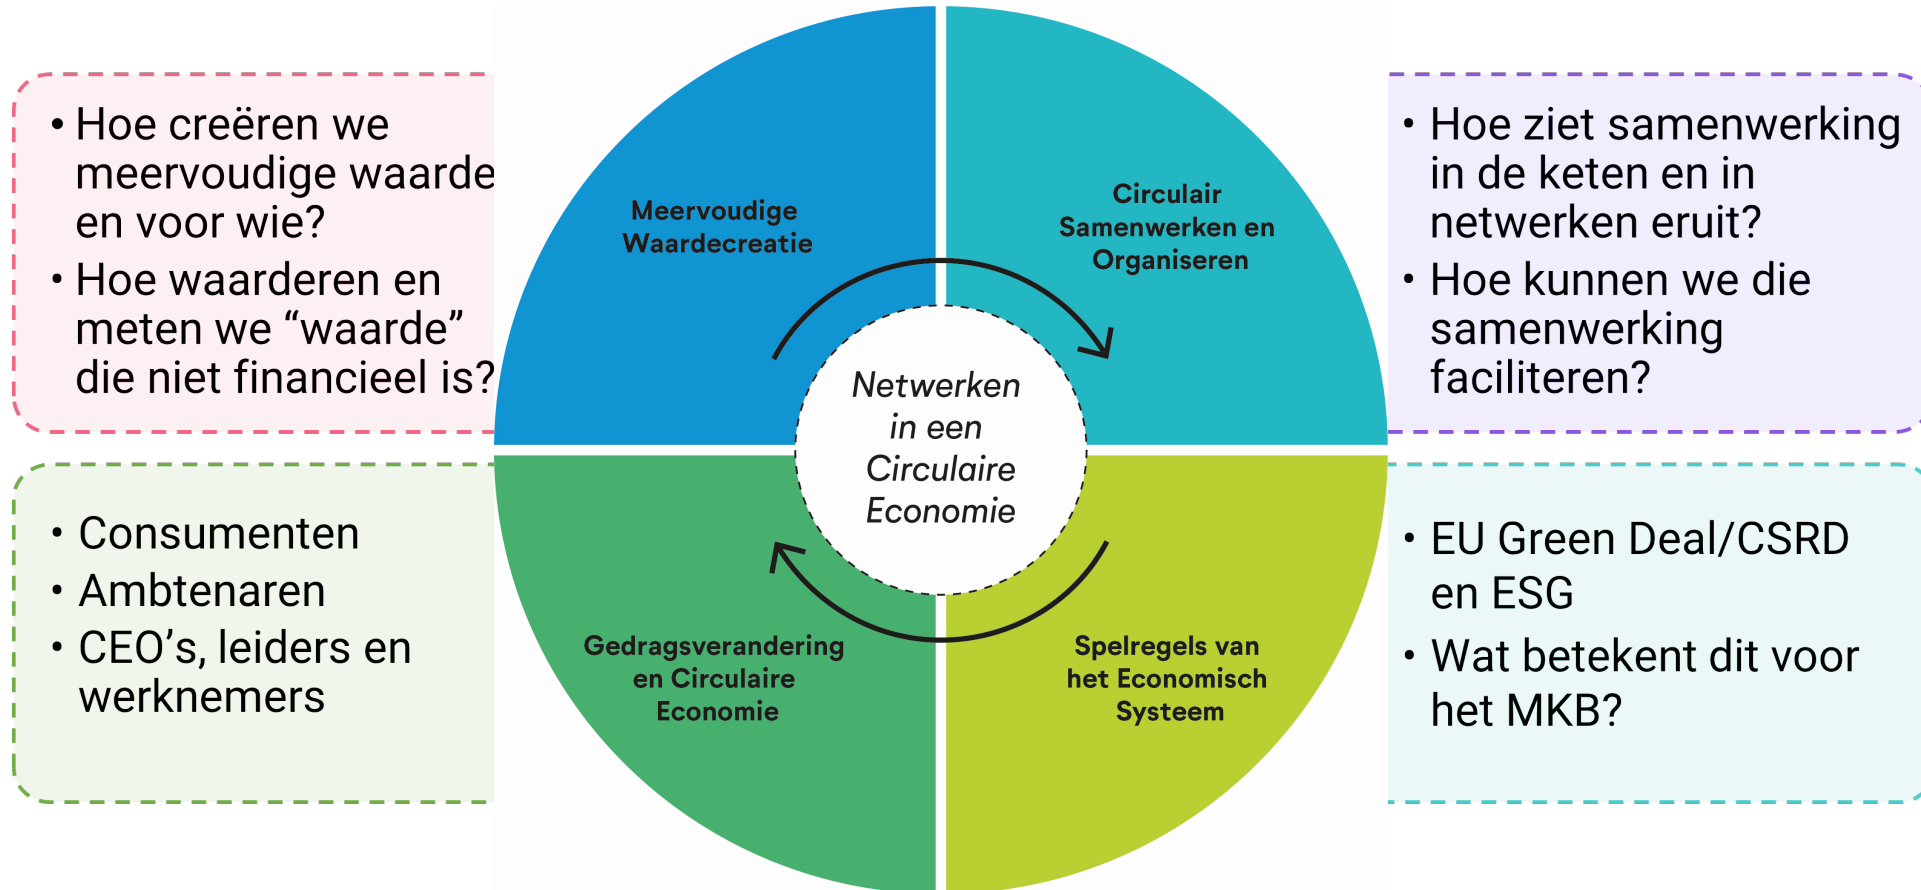 • Hoe creëren we
meervoudige waarde
en voor wie?
• Hoe waarderen en
meten we “waarde”
die niet financieel is?
Meervoudige
Waardecreatie
Circulair
Samenwerken en
Organiseren
• Hoe ziet samenwerking
in de keten en in
netwerken eruit?
• Hoe kunnen we die
samenwerking
faciliteren?
Netwerken
in een
Circulaire
Economie
• Consumenten
• Ambtenaren
• CEO’s, leiders en
werknemers
Gedragsverandering
en Circulaire
Economie
Spelregels van
het Economisch
Systeem
• EU Green Deal/CSRD
en ESG
• Wat betekent dit voor
het MKB?